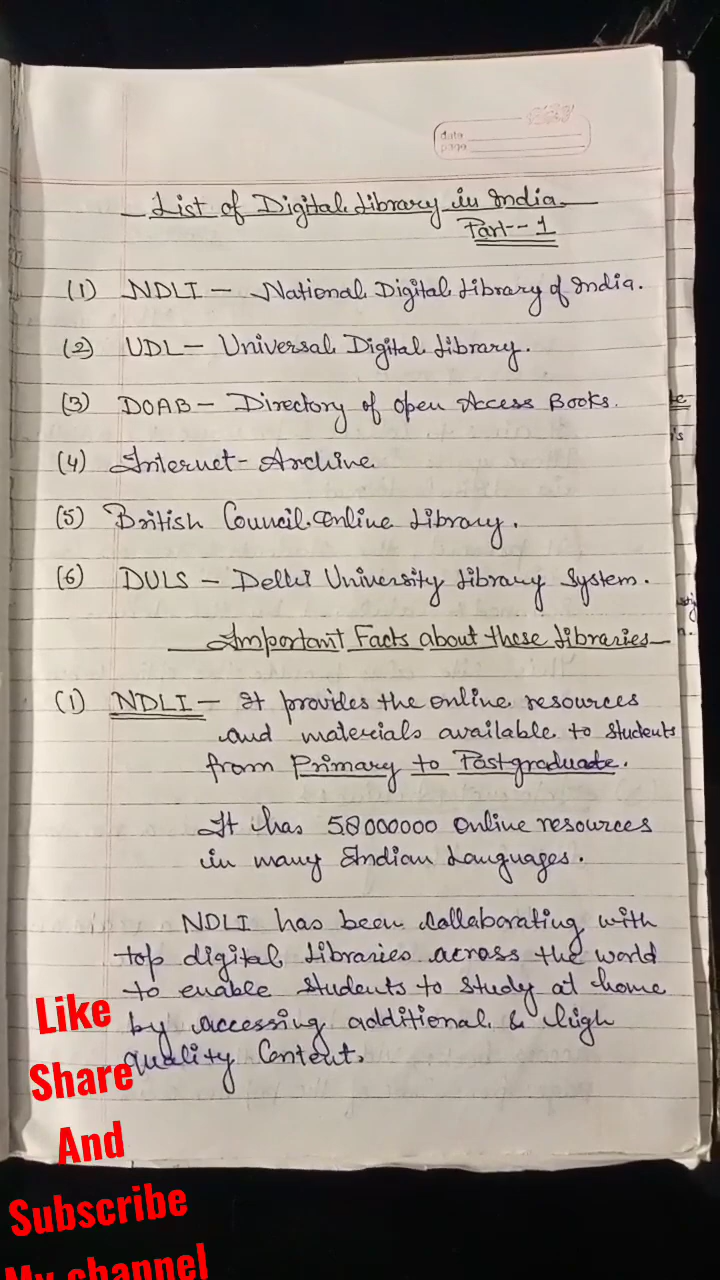 date
page
List of Digital Library in India
Part--1
(1) NDLI - National Digital Library of India.
(2) UDL - Universal Digital Library.
(3) DOAB - Directory of open Access Books.
(4) Internet - Archive
(5) British Council Online Library.
(6) DULS - Delhi University Library System.
Important Facts about these Libraries
(1) NDLI - It provides the online resources
and materials available to students
from Primary to Postgraduate.
It has 58000000 online resources
in many Indian Languages.
NDLI has been collaborating with
top digital libraries across the world
to enable students to study at home
by accessing additional & high
quality Content.
Like
Share
And
Subscribe
My channel